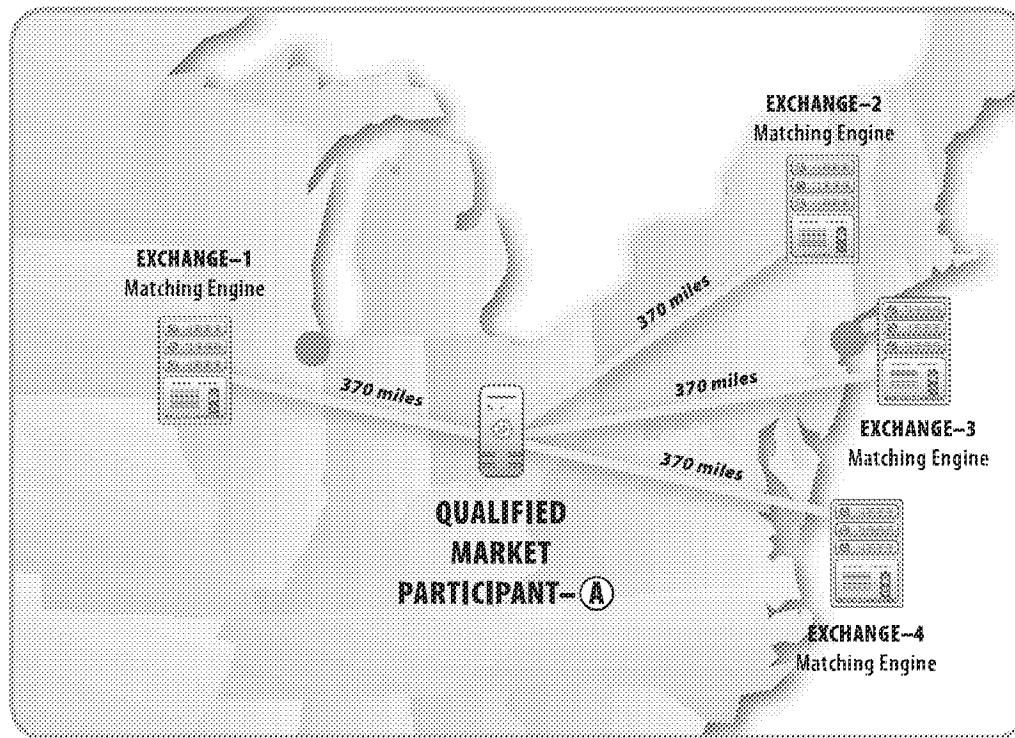 EXCHANGE–2
Matching Engine
EXCHANGE–1
Matching Engine
370 miles
370 miles
370 miles
370 miles
EXCHANGE–3
Matching Engine
QUALIFIED
MARKET
PARTICIPANT–A
EXCHANGE–4
Matching Engine